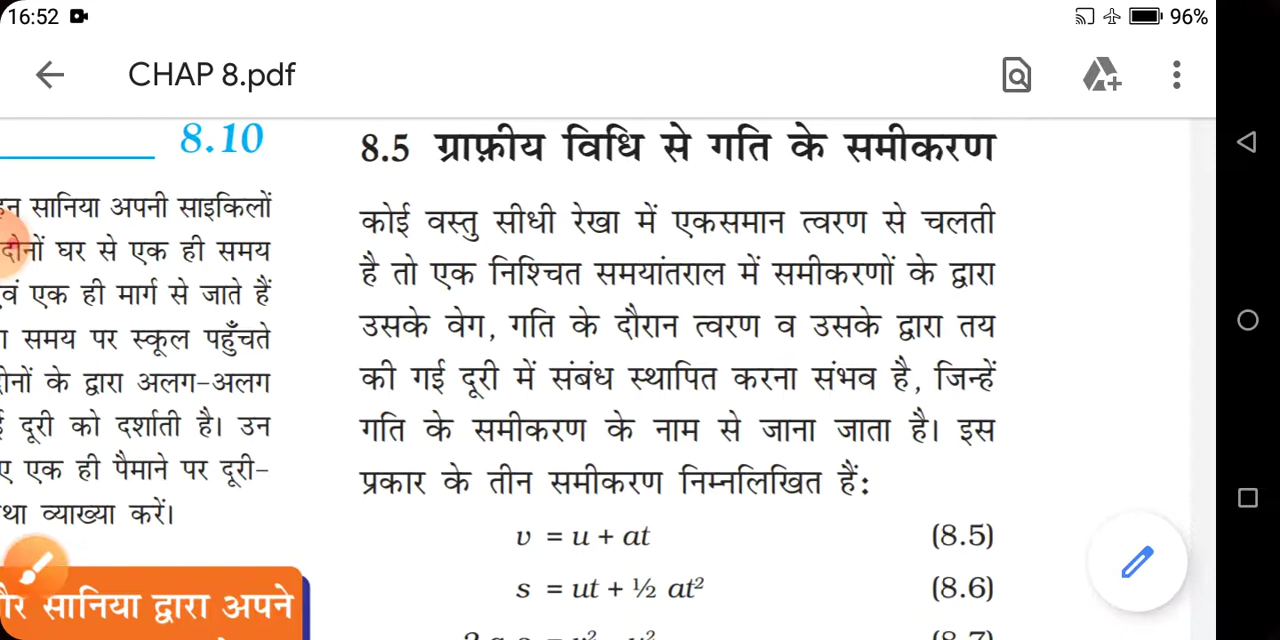 16:52
96%
CHAP 8.pdf
8.10
सानिया अपनी साइकिलों
दोनों घर से एक ही समय
एक ही मार्ग से जाते हैं
समय पर स्कूल पहुँचते
के द्वारा अलग-अलग
दूरी को दर्शाती है। उन
एक ही पैमाने पर दूरी-
व्याख्या करें।
सानिया द्वारा अपने
8.5 ग्राफ़ीय विधि से गति के समीकरण
कोई वस्तु सीधी रेखा में एकसमान त्वरण से चलती
है तो एक निश्चित समयांतराल में समीकरणों के द्वारा
उसके वेग, गति के दौरान त्वरण व उसके द्वारा तय
की गई दूरी में संबंध स्थापित करना संभव है, जिन्हें
गति के समीकरण के नाम से जाना जाता है। इस
प्रकार के तीन समीकरण निम्नलिखित हैं:
v = u + at (8.5)
s = ut + ½ at² (8.6)